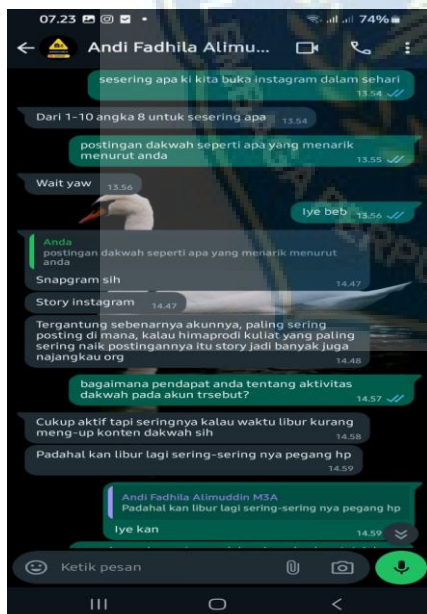 07.23
74%
Andi Fadhila Alimu...
sesering apa ki kita buka instagram dalam sehari
13.54
Dari 1-10 angka 8 untuk sesering apa
13.54
postingan dakwah seperti apa yang menarik
menurut anda
13.55
Wait yaw
13.56
Iye beb
13.56
Anda
postingan dakwah seperti apa yang menarik menurut
anda
Snapgram sih
14.47
Story instagram
14.47
Tergantung sebenarnya akunnya, paling sering
posting di mana, kalau himaprodi kuliat yang paling
sering naik postingannya itu story jadi banyak juga
najangkau org
14.48
bagaimana pendapat anda tentang aktivitas
dakwah pada akun trsebut?
14.57
Cukup aktif tapi seringnya kalau waktu libur kurang
meng-up konten dakwah sih
14.58
Padahal kan libur lagi sering-sering nya pegang hp
14.59
Andi Fadhila Alimuddin M3A
Padahal kan libur lagi sering-sering nya pegang hp
Iye kan
14.59
Ketik pesan